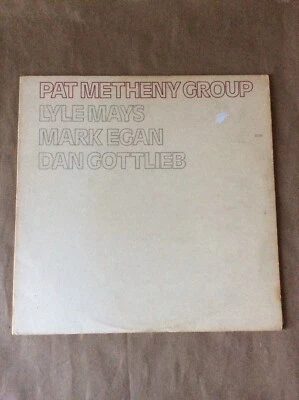 PAT METHENY GROUP
LYLE MAYS
MARK EGAN
DAN GOTTLIEB